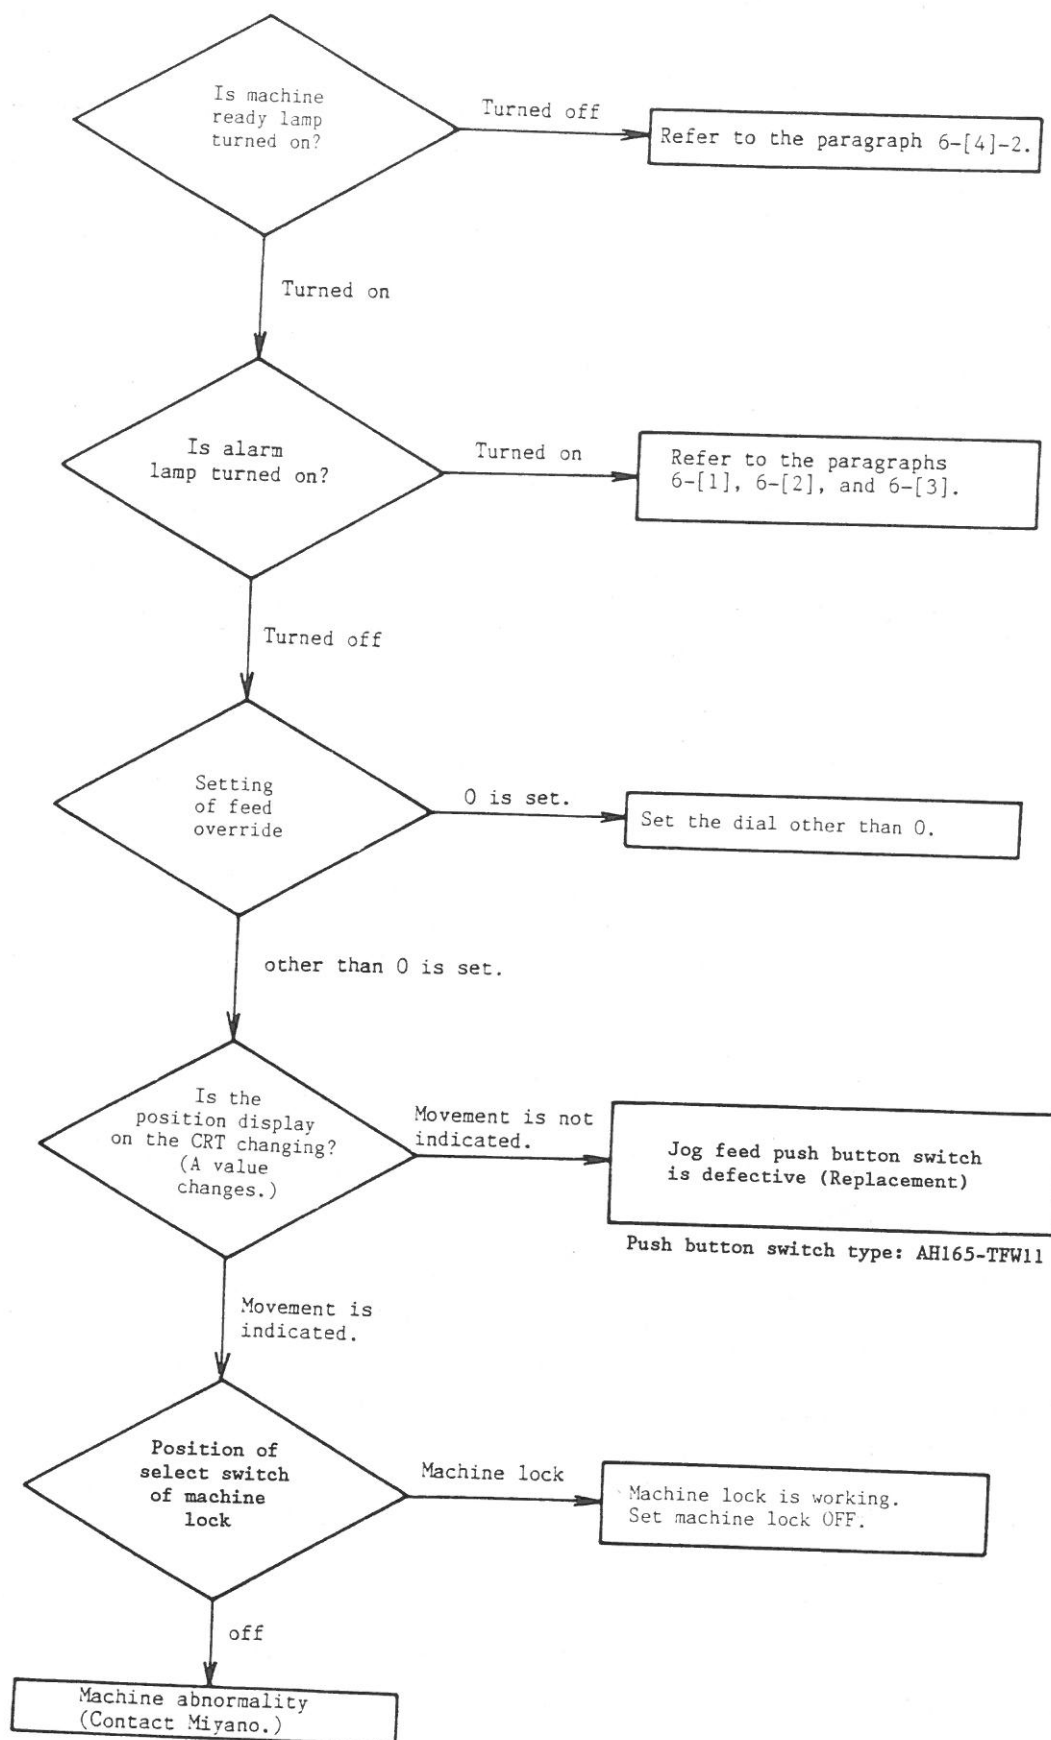 Is machine
ready lamp
turned on?
Turned off
Refer to the paragraph 6-[4]-2.
Turned on
Is alarm
lamp turned on?
Turned on
Refer to the paragraphs
6-[1], 6-[2], and 6-[3].
Turned off
Setting
of feed
override
0 is set.
Set the dial other than 0.
other than 0 is set.
Is the
position display
on the CRT changing?
(A value
changes.)
Movement is not
indicated.
Jog feed push button switch
is defective (Replacement)
Push button switch type: AH165-TFW11
Movement is
indicated.
Position of
select switch
of machine
lock
Machine lock
Machine lock is working.
Set machine lock OFF.
off
Machine abnormality
(Contact Miyano.)